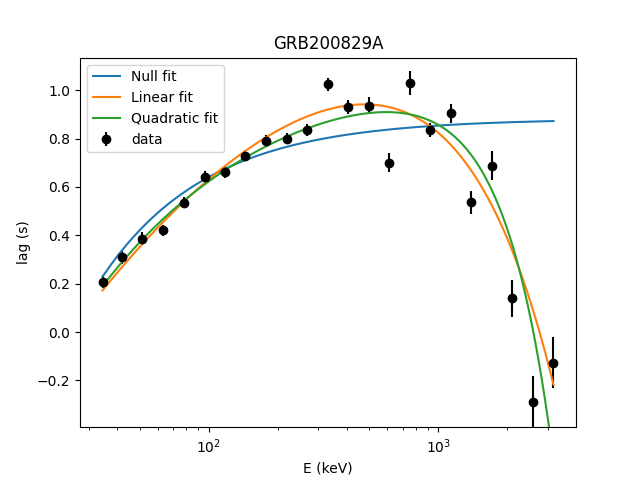 GRB200829A
Null fit
Linear fit
Quadratic fit
data
1.0
0.8
0.6
0.4
0.2
0.0
−0.2
lag (s)
10²
10³
E (keV)